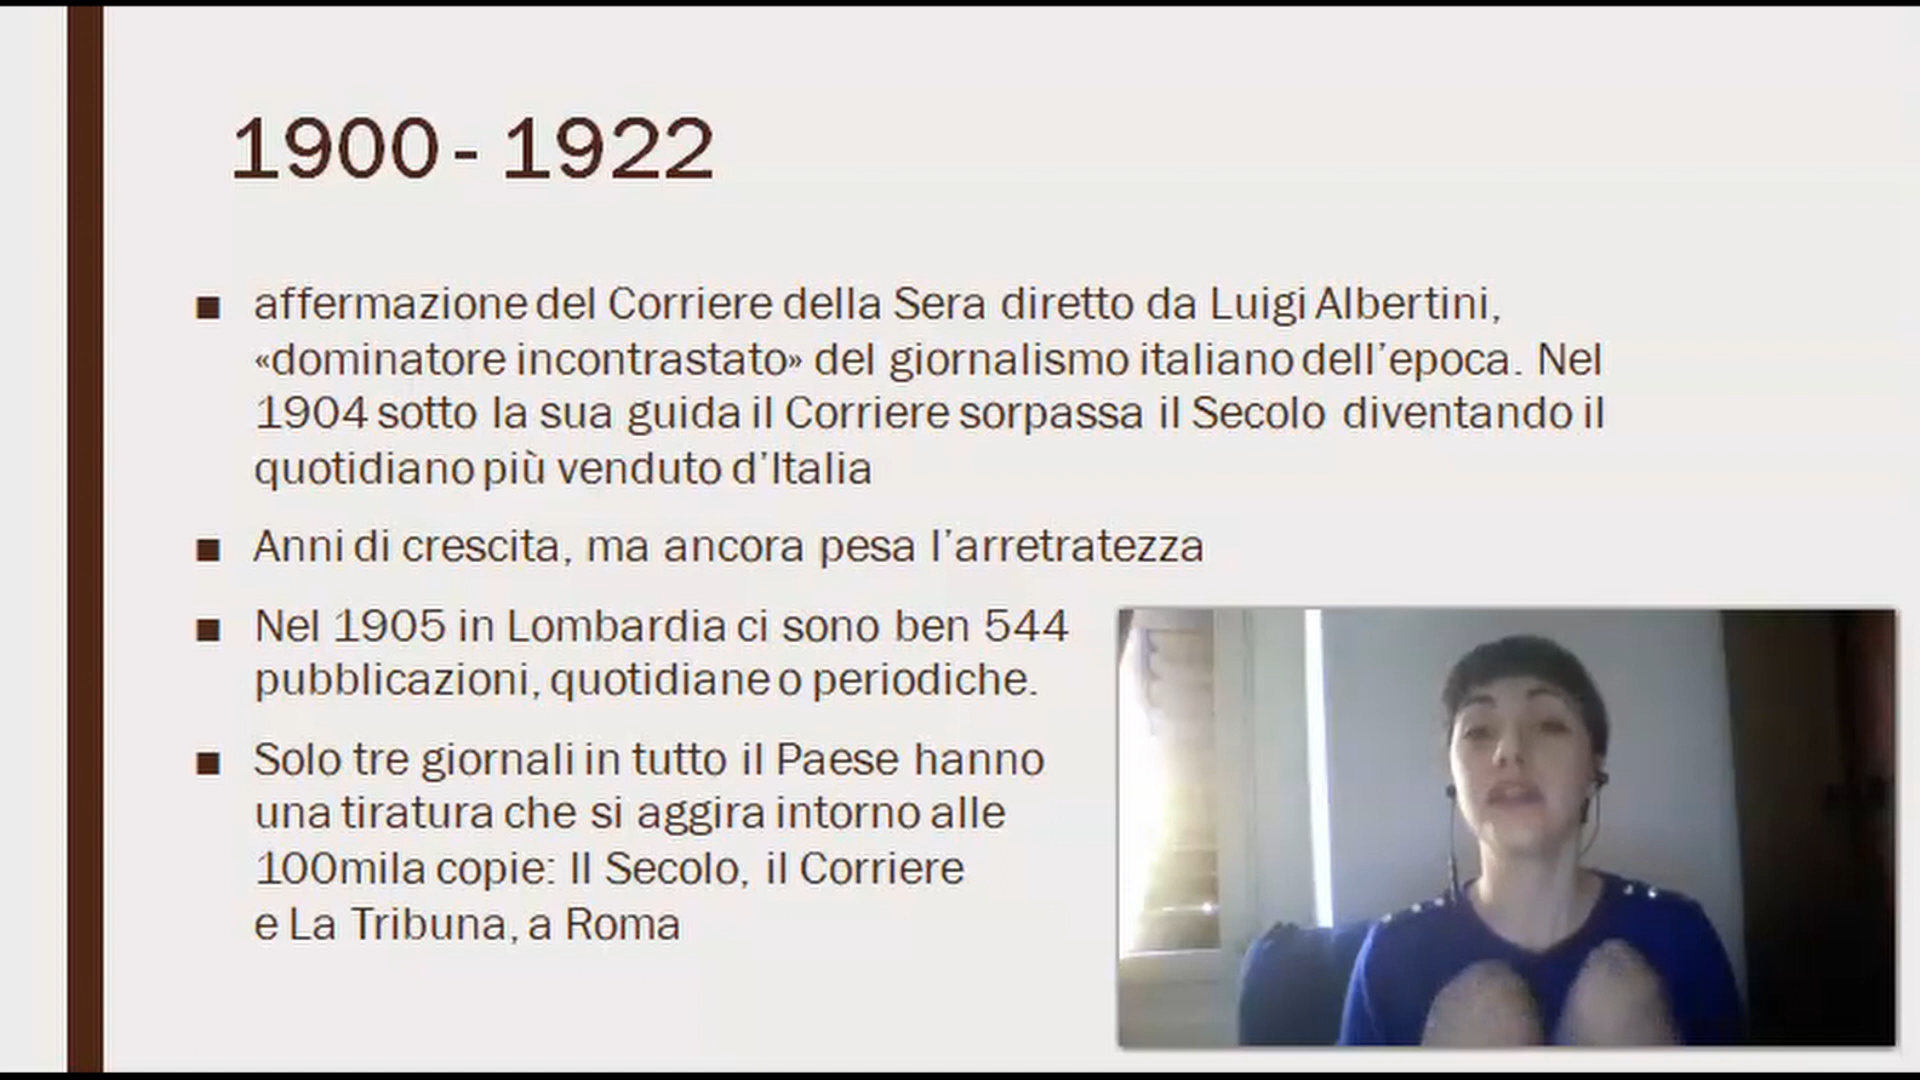 1900 - 1922
■ affermazione del Corriere della Sera diretto da Luigi Albertini,
«dominatore incontrastato» del giornalismo italiano dell’epoca. Nel
1904 sotto la sua guida il Corriere sorpassa il Secolo diventando il
quotidiano più venduto d’Italia
■ Anni di crescita, ma ancora pesa l’arretratezza
■ Nel 1905 in Lombardia ci sono ben 544
pubblicazioni, quotidiane o periodiche.
■ Solo tre giornali in tutto il Paese hanno
una tiratura che si aggira intorno alle
100mila copie: Il Secolo, il Corriere
e La Tribuna, a Roma